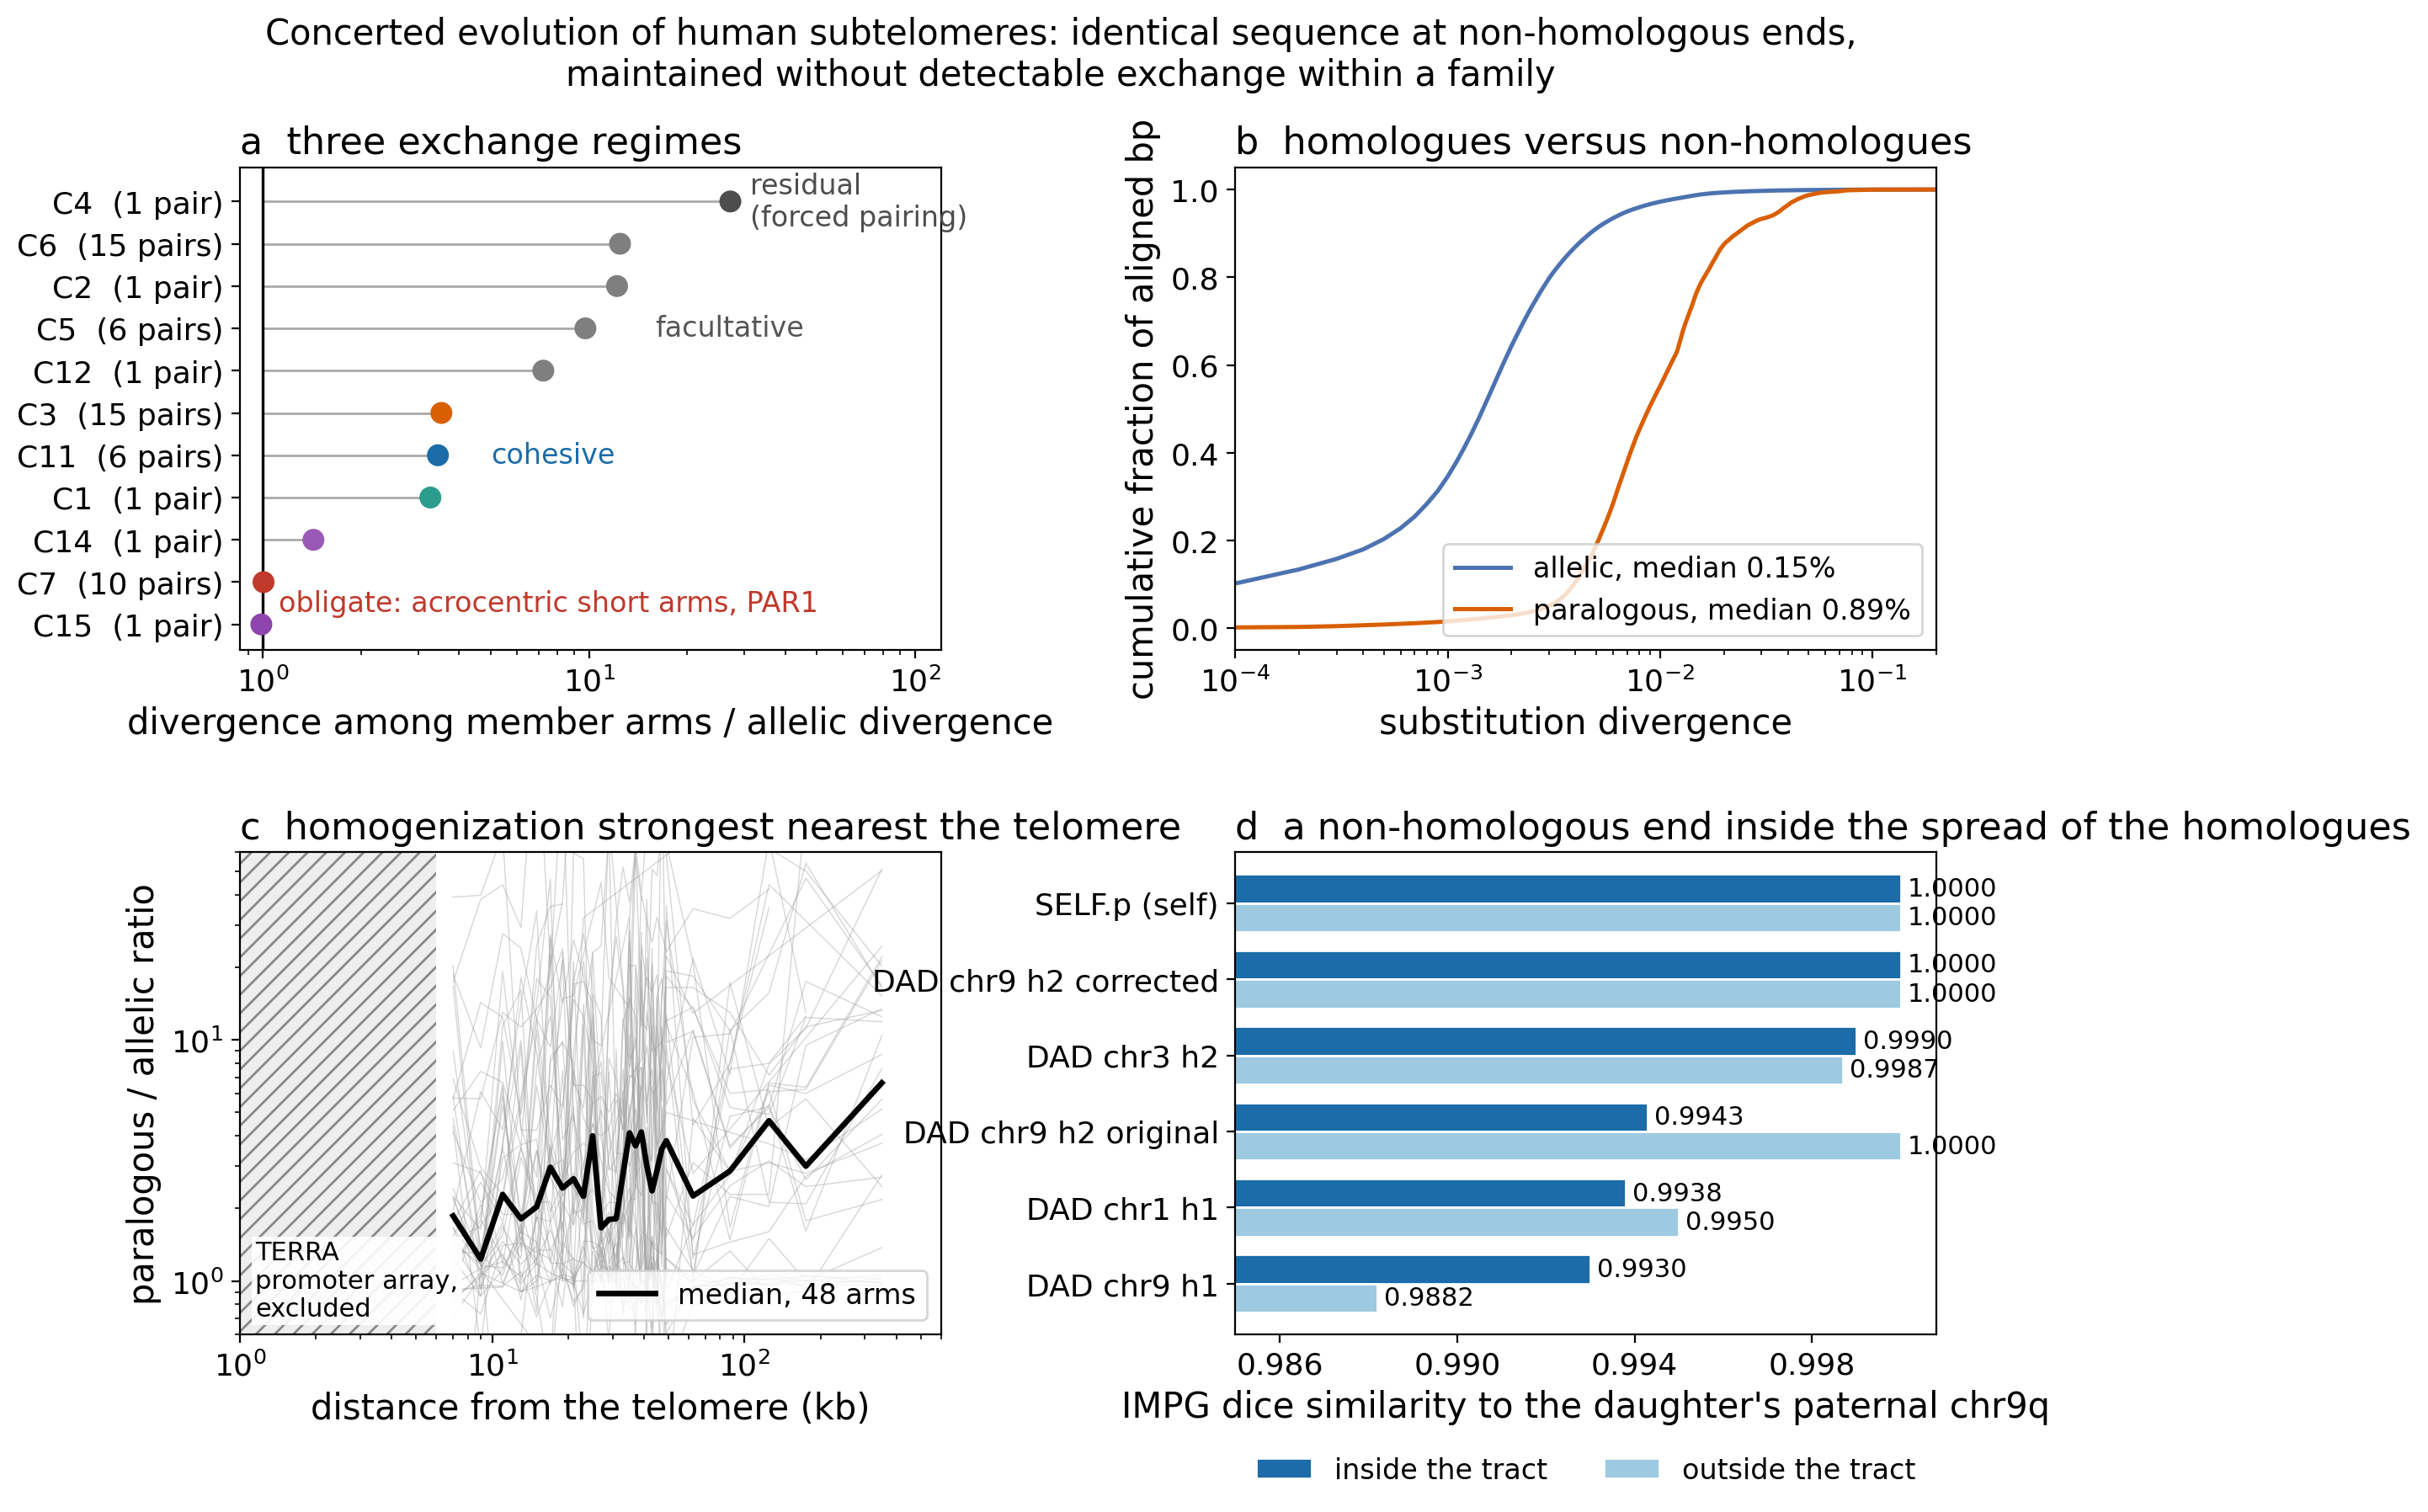 Concerted evolution of human subtelomeres: identical sequence at non-homologous ends,
maintained without detectable exchange within a family
a three exchange regimes
C4 (1 pair)
C6 (15 pairs)
C2 (1 pair)
C5 (6 pairs)
C12 (1 pair)
C3 (15 pairs)
C11 (6 pairs)
C1 (1 pair)
C14 (1 pair)
C7 (10 pairs)
C15 (1 pair)
residual
(forced pairing)
facultative
cohesive
obligate: acrocentric short arms, PAR1
10⁰ 10¹ 10²
divergence among member arms / allelic divergence
b homologues versus non-homologues
cumulative fraction of aligned bp
1.0
0.8
0.6
0.4
0.2
0.0
allelic, median 0.15%
paralogous, median 0.89%
10⁻⁴ 10⁻³ 10⁻² 10⁻¹
substitution divergence
c homogenization strongest nearest the telomere
paralogous / allelic ratio
10¹
10⁰
TERRA
promoter array,
excluded
median, 48 arms
10⁰ 10¹ 10²
distance from the telomere (kb)
d a non-homologous end inside the spread of the homologues
SELF.p (self)
1.0000
1.0000
DAD chr9 h2 corrected
1.0000
1.0000
DAD chr3 h2
0.9990
0.9987
DAD chr9 h2 original
0.9943
1.0000
DAD chr1 h1
0.9938
0.9950
DAD chr9 h1
0.9930
0.9882
0.986 0.990 0.994 0.998
IMPG dice similarity to the daughter's paternal chr9q
inside the tract outside the tract